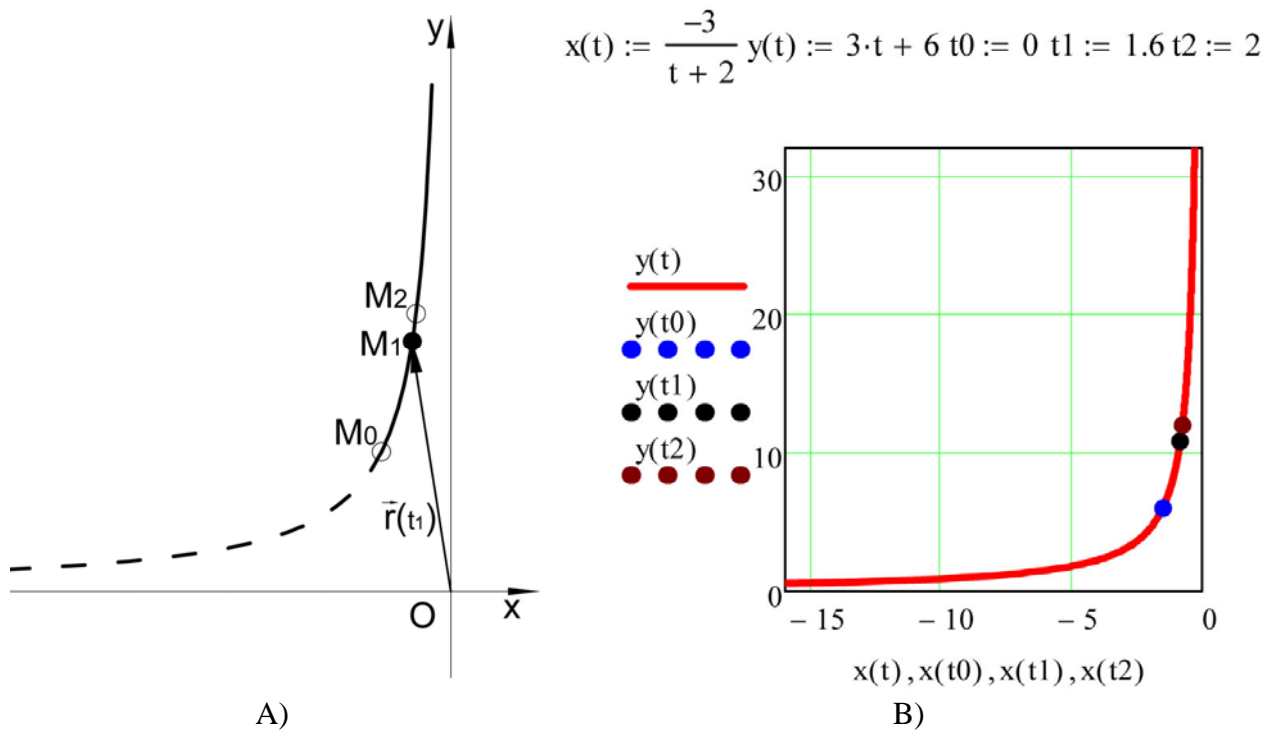 y
M2
M1
M0
r⃗(t1)
O
x
A)
x(t) := -3/(t + 2) y(t) := 3·t + 6 t0 := 0 t1 := 1.6 t2 := 2
y(t)
y(t0)
y(t1)
y(t2)
30
20
10
0
− 15 − 10 − 5 0
x(t) , x(t0) , x(t1) , x(t2)
B)